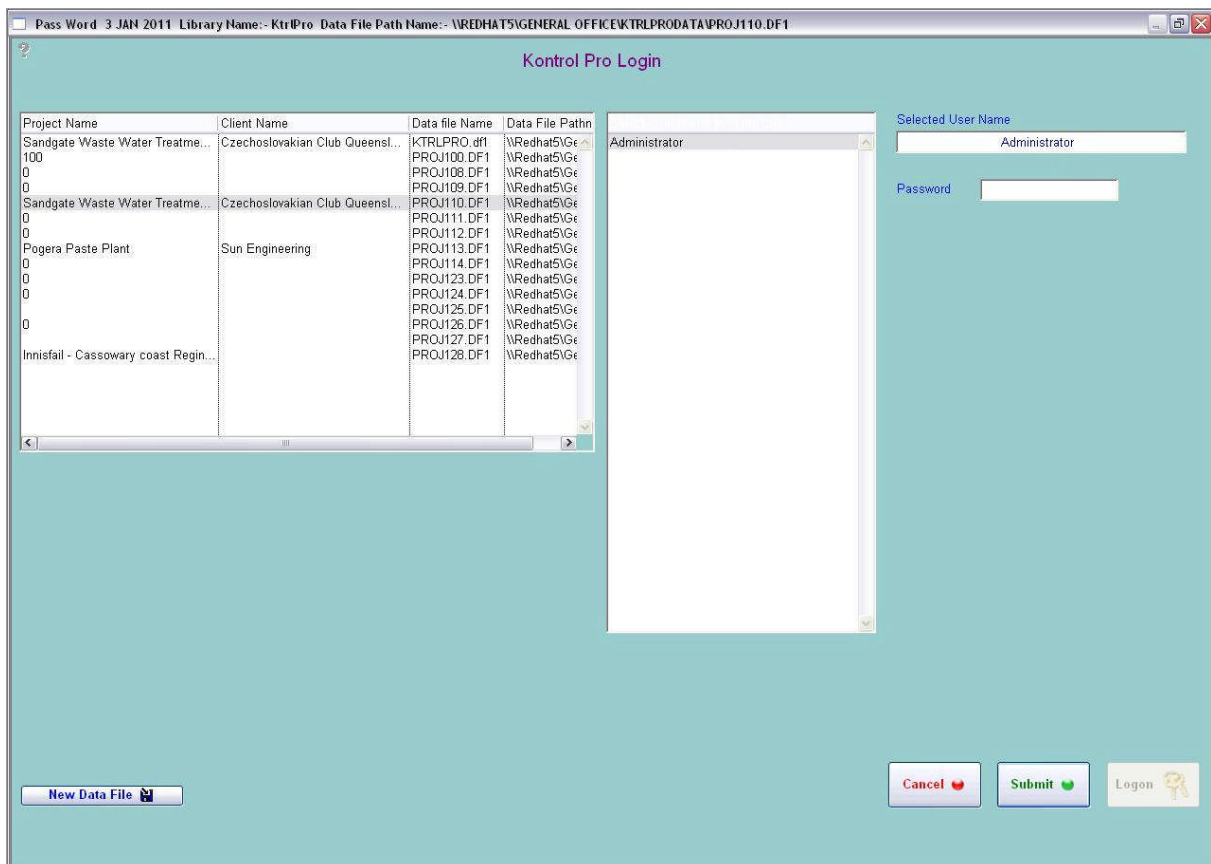 Pass Word 3 JAN 2011 Library Name:- KtrlPro Data File Path Name:- \\REDHAT5\GENERAL OFFICE\KTRLPRODATA\PROJ110.DF1
?
Kontrol Pro Login
Project Name Client Name Data file Name Data File Pathn
Sandgate Waste Water Treatme... Czechoslovakian Club Queensl... KTRLPRO.df1 \\Redhat5\Ge
100 PROJ100.DF1 \\Redhat5\Ge
0 PROJ108.DF1 \\Redhat5\Ge
0 PROJ109.DF1 \\Redhat5\Ge
Sandgate Waste Water Treatme... Czechoslovakian Club Queensl... PROJ110.DF1 \\Redhat5\Ge
0 PROJ111.DF1 \\Redhat5\Ge
0 PROJ112.DF1 \\Redhat5\Ge
Pogera Paste Plant Sun Engineering PROJ113.DF1 \\Redhat5\Ge
0 PROJ114.DF1 \\Redhat5\Ge
0 PROJ123.DF1 \\Redhat5\Ge
0 PROJ124.DF1 \\Redhat5\Ge
PROJ125.DF1 \\Redhat5\Ge
0 PROJ126.DF1 \\Redhat5\Ge
PROJ127.DF1 \\Redhat5\Ge
Innisfail - Cassowary coast Regin... PROJ128.DF1 \\Redhat5\Ge
Administrator
Selected User Name
Administrator
Password
New Data File
Cancel
Submit
Logon